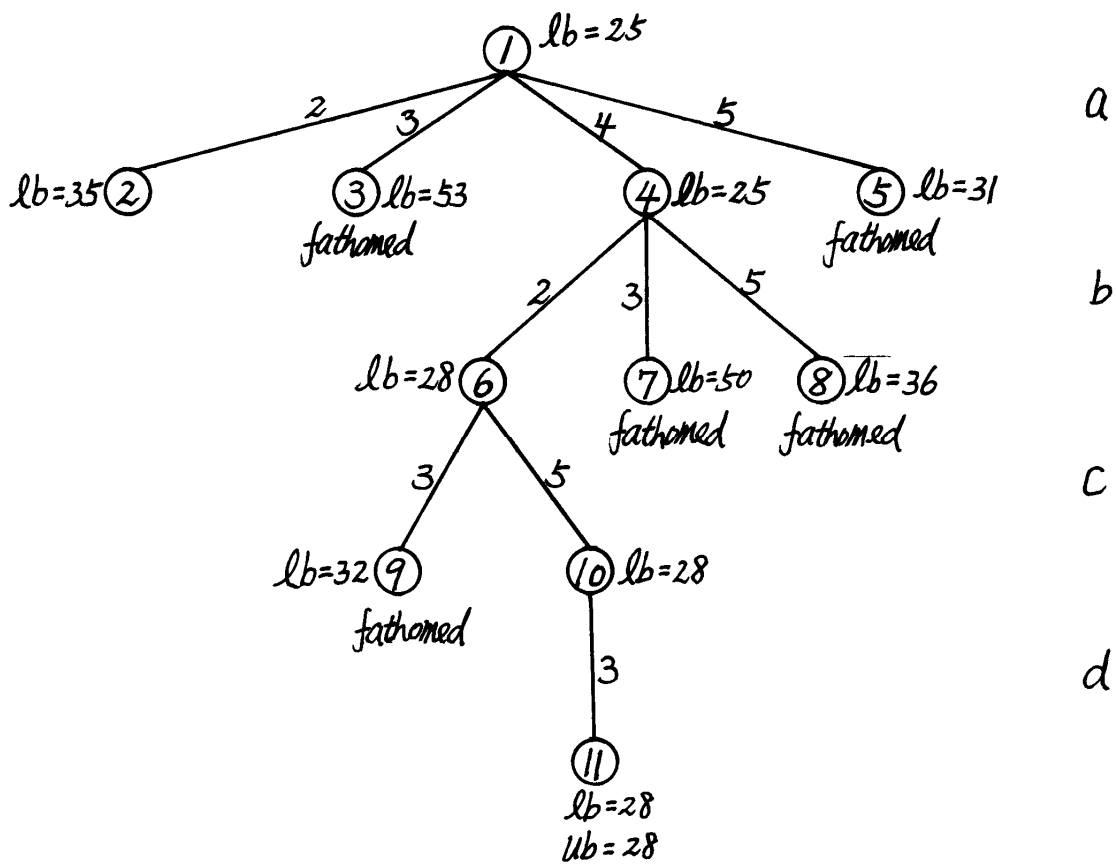 1 lb=25
2 3 4 5 a
lb=35 2 3 lb=53 4 lb=25 5 lb=31
fathomed fathomed
2 3 5 b
lb=28 6 7 lb=50 8 lb=36
fathomed fathomed
3 5 c
lb=32 9 10 lb=28
fathomed
3 d
11
lb=28
Ub=28